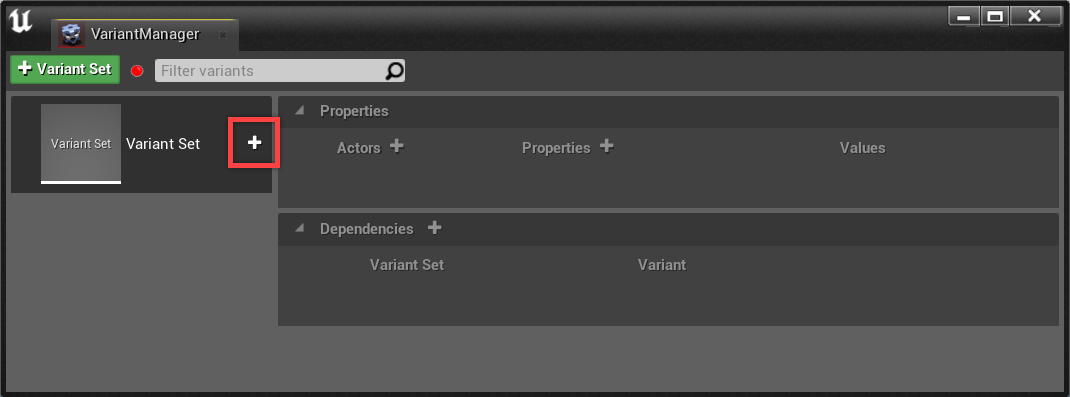 VariantManager
Variant Set
Filter variants
Variant Set Variant Set
Properties
Actors Properties Values
Dependencies
Variant Set Variant